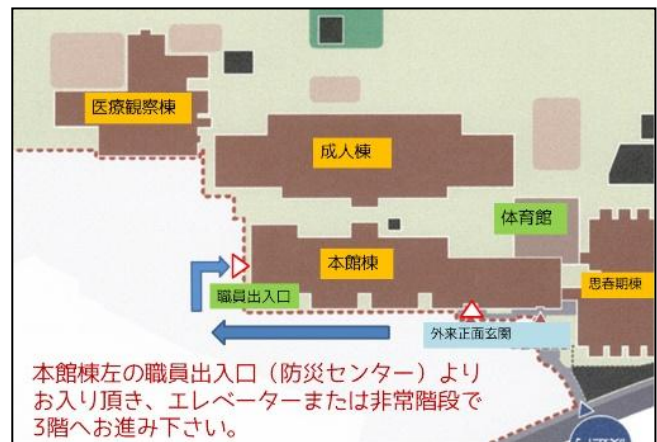 医療観察棟
成人棟
体育館
本館棟
思春期棟
職員出入口
外来正面玄関
本館棟左の職員出入口（防災センター）より
お入り頂き、エレベーターまたは非常階段で
3階へお進み下さい。